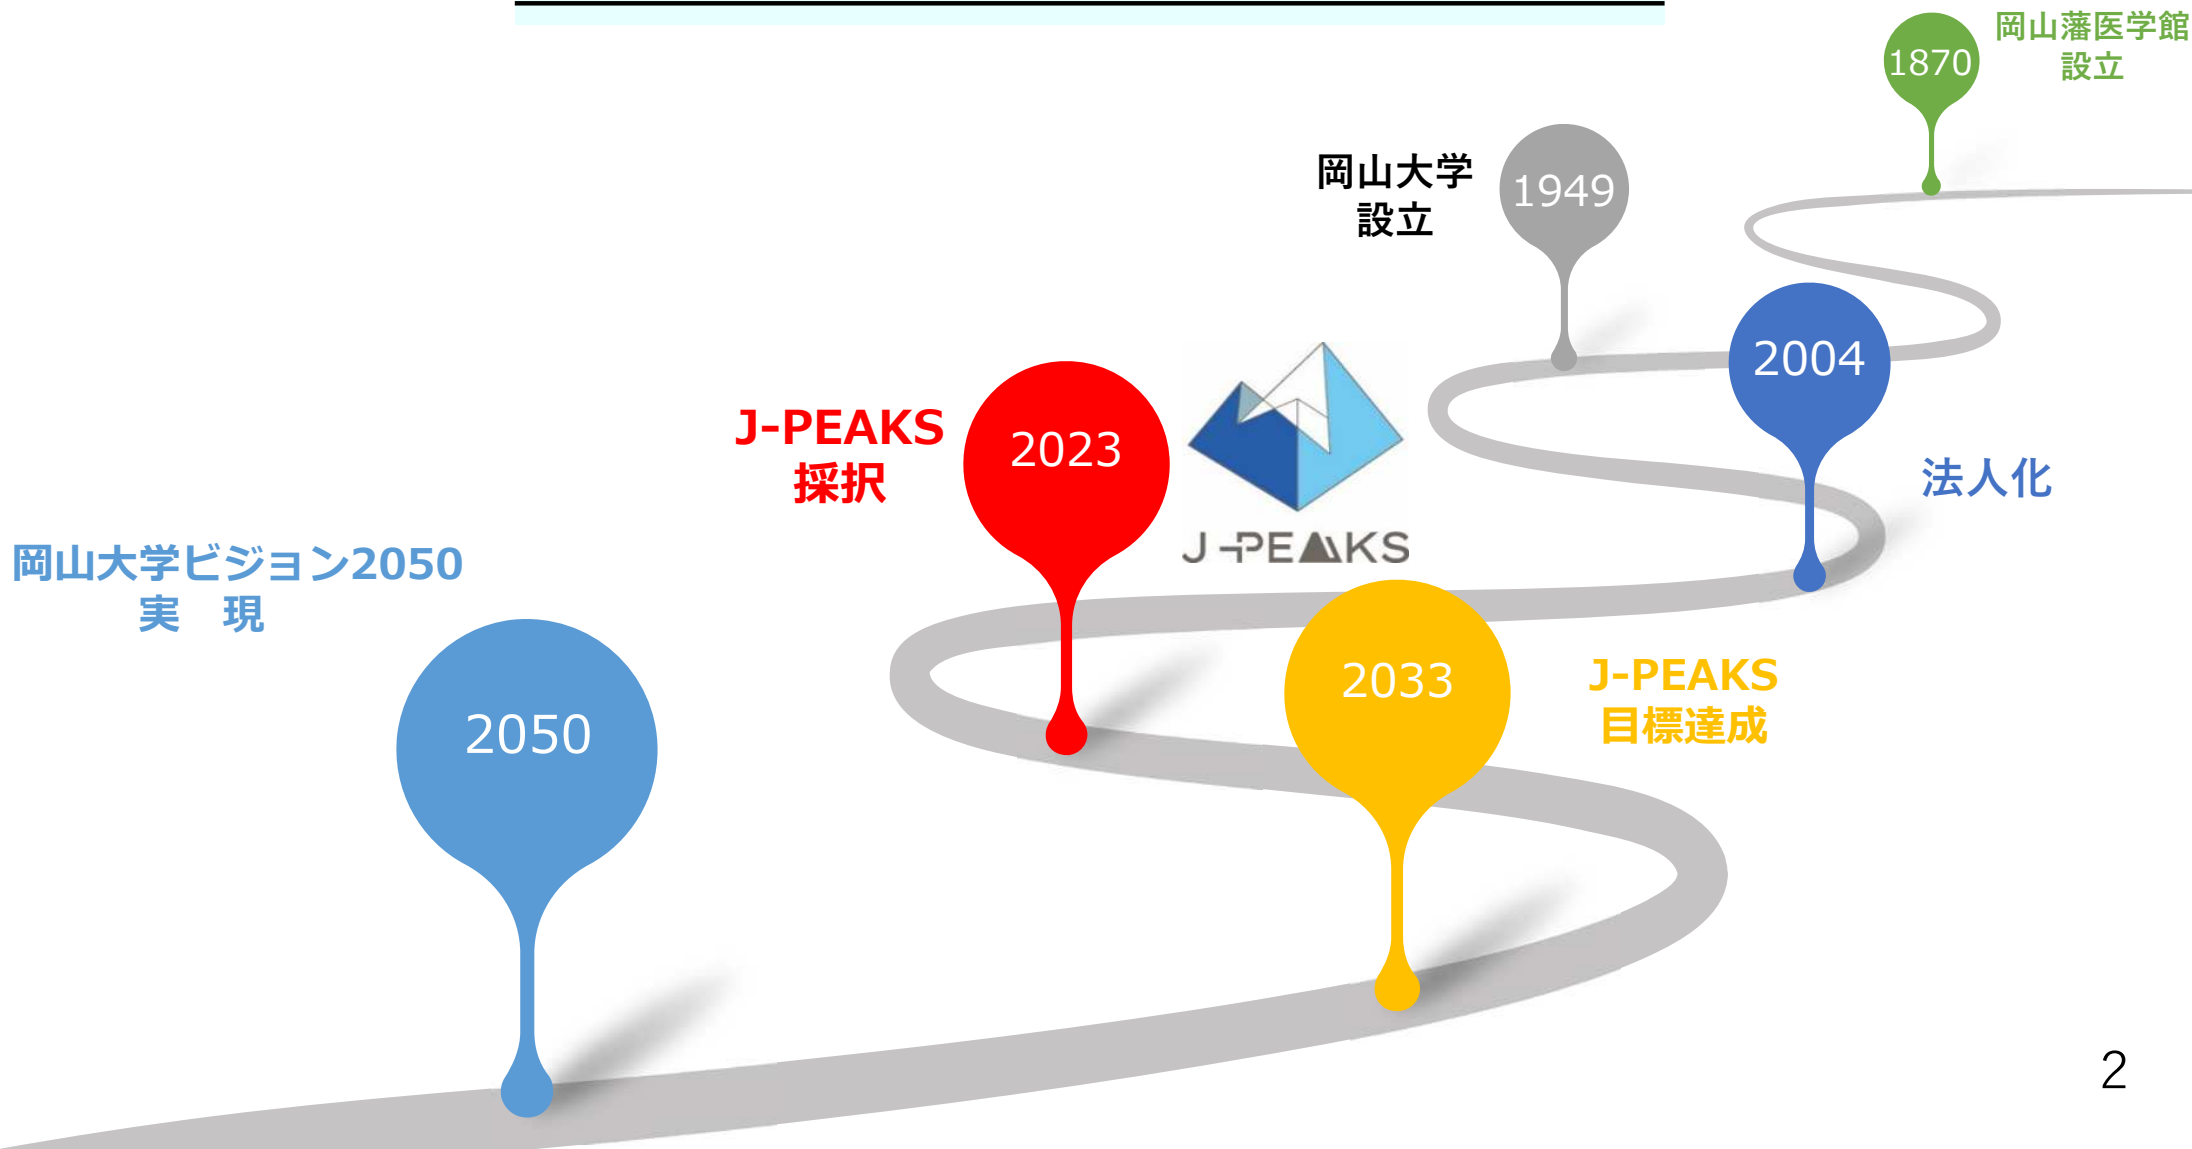 岡山藩医学館
設立
1870
岡山大学
設立
1949
2004
法人化
J-PEAKS
採択
2023
J-PEAKS
岡山大学ビジョン2050
実　現
2050
2033
J-PEAKS
目標達成
2